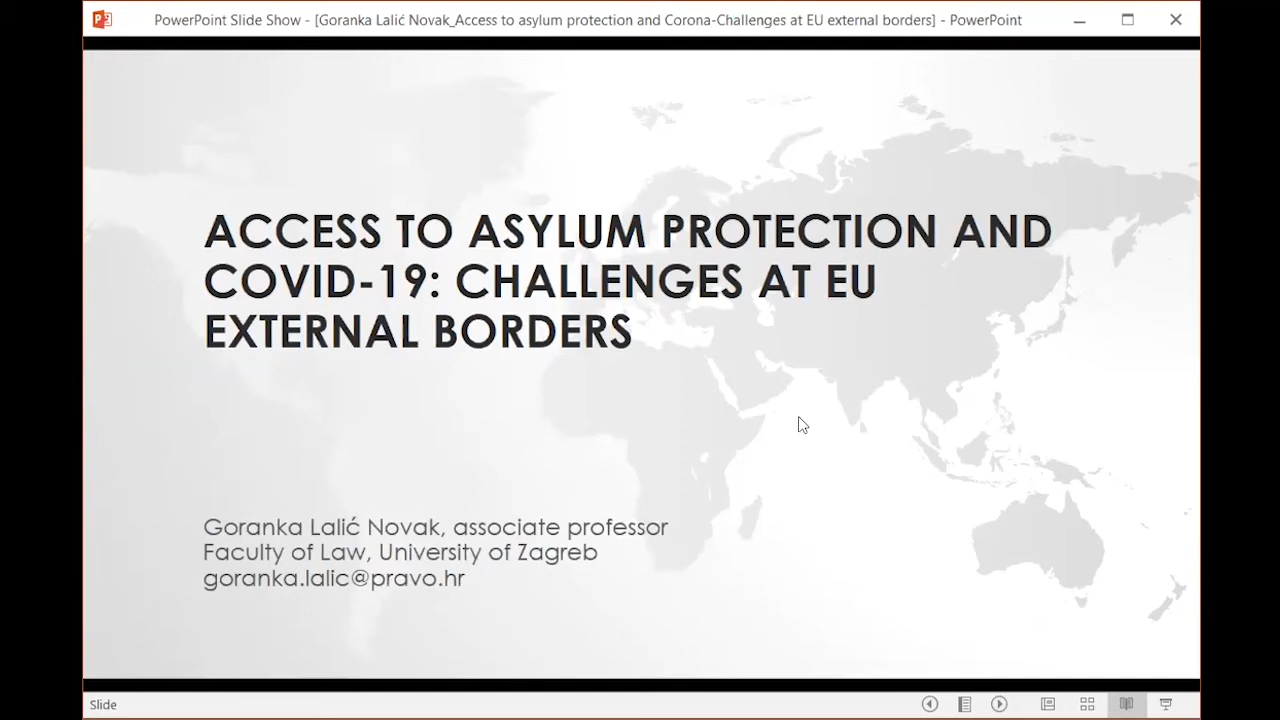 PowerPoint Slide Show - [Goranka Lalić Novak_Access to asylum protection and Corona-Challenges at EU external borders] - PowerPoint
ACCESS TO ASYLUM PROTECTION AND
COVID-19: CHALLENGES AT EU
EXTERNAL BORDERS
Goranka Lalić Novak, associate professor
Faculty of Law, University of Zagreb
goranka.lalic@pravo.hr
Slide